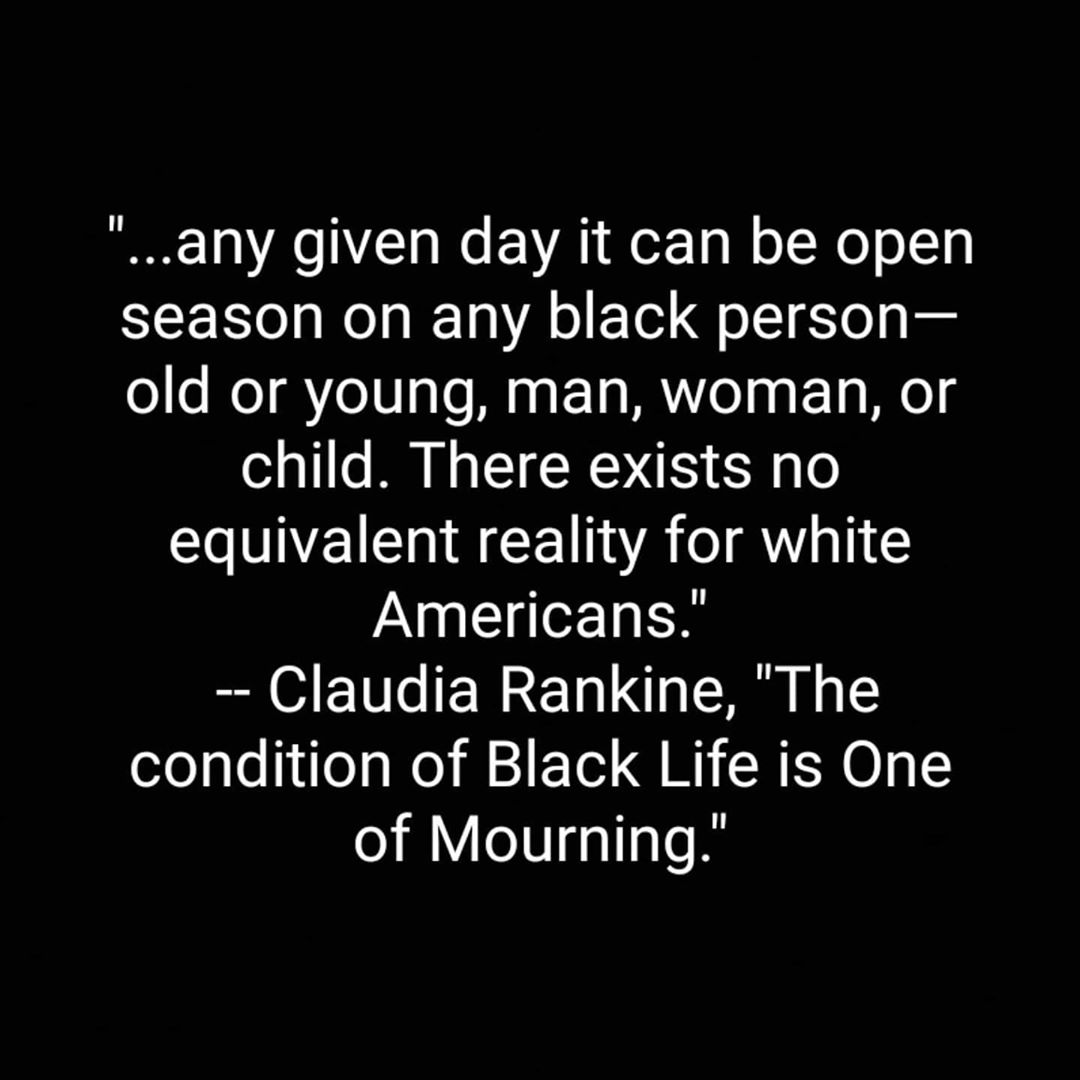 "...any given day it can be open
season on any black person—
old or young, man, woman, or
child. There exists no
equivalent reality for white
Americans."
-- Claudia Rankine, "The
condition of Black Life is One
of Mourning."